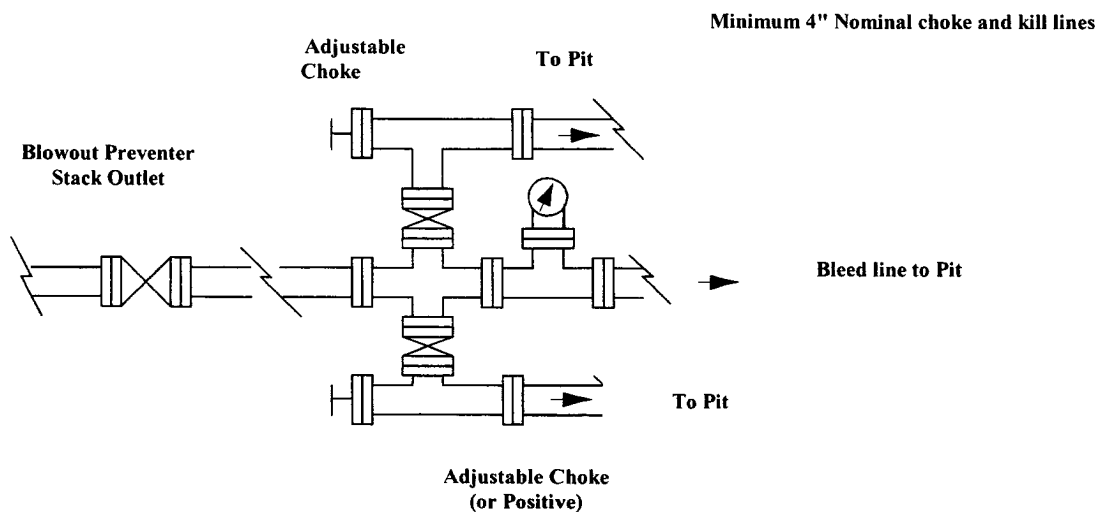 Minimum 4" Nominal choke and kill lines
Adjustable
Choke
To Pit
Blowout Preventer
Stack Outlet
Bleed line to Pit
To Pit
Adjustable Choke
(or Positive)